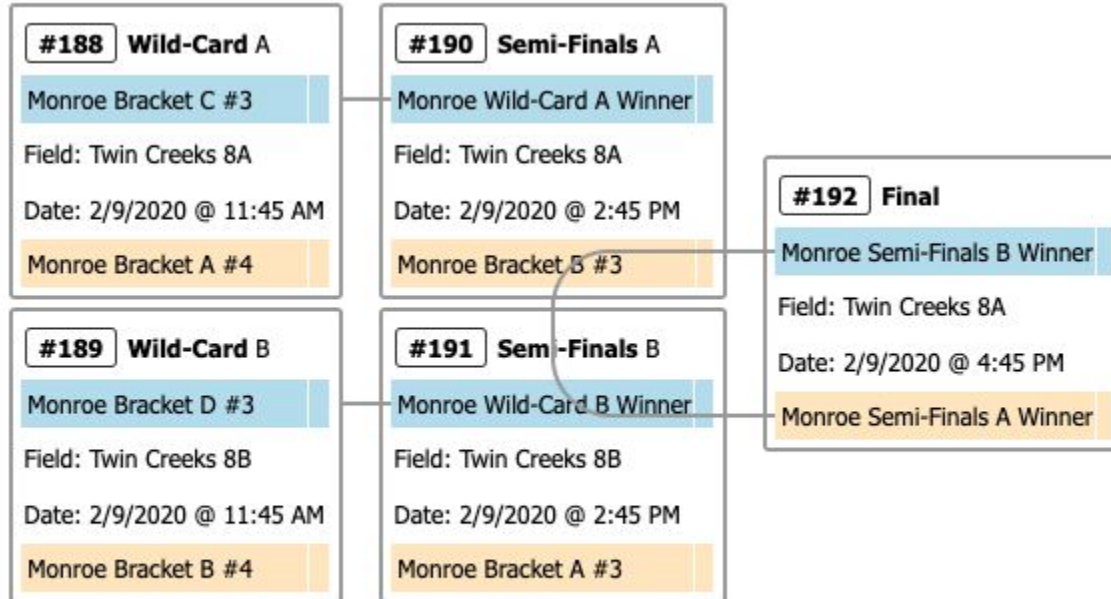 #188 Wild-Card A
Monroe Bracket C #3
Field: Twin Creeks 8A
Date: 2/9/2020 @ 11:45 AM
Monroe Bracket A #4
#189 Wild-Card B
Monroe Bracket D #3
Field: Twin Creeks 8B
Date: 2/9/2020 @ 11:45 AM
Monroe Bracket B #4
#190 Semi-Finals A
Monroe Wild-Card A Winner
Field: Twin Creeks 8A
Date: 2/9/2020 @ 2:45 PM
Monroe Bracket B #3
#191 Semi-Finals B
Monroe Wild-Card B Winner
Field: Twin Creeks 8B
Date: 2/9/2020 @ 2:45 PM
Monroe Bracket A #3
#192 Final
Monroe Semi-Finals B Winner
Field: Twin Creeks 8A
Date: 2/9/2020 @ 4:45 PM
Monroe Semi-Finals A Winner